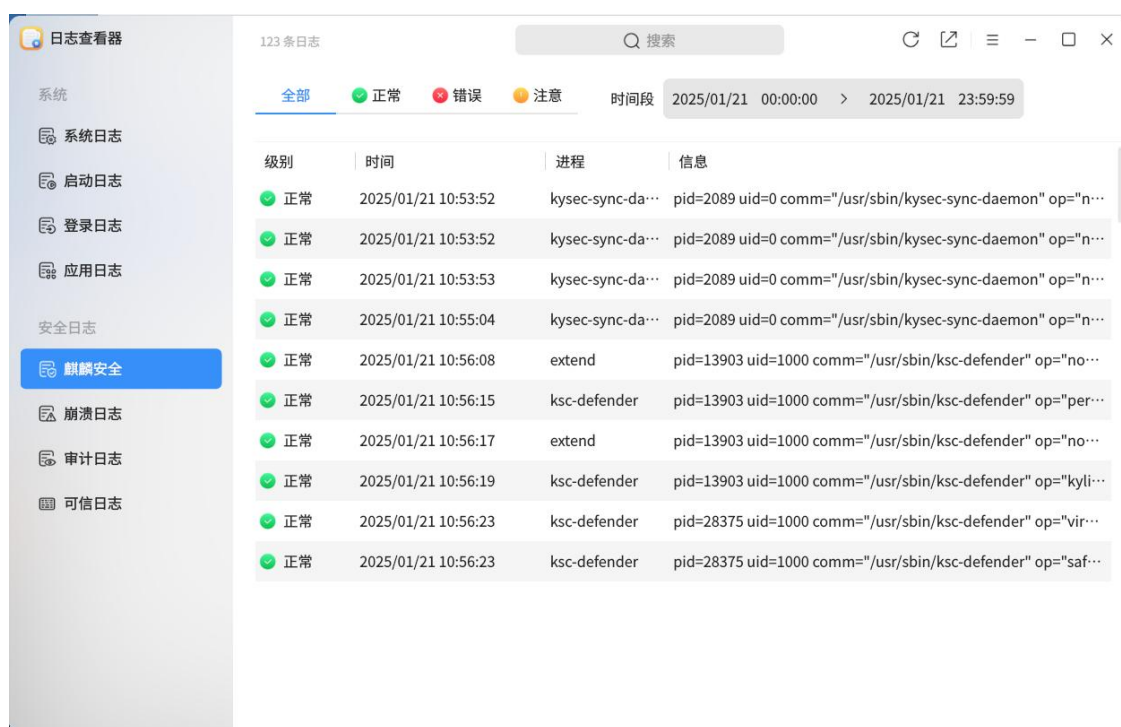 日志查看器
123 条日志
搜索
系统
系统日志
启动日志
登录日志
应用日志
安全日志
麒麟安全
崩溃日志
审计日志
可信日志
全部 正常 错误 注意 时间段 2025/01/21 00:00:00 > 2025/01/21 23:59:59
级别 时间 进程 信息
正常 2025/01/21 10:53:52 kysec-sync-da… pid=2089 uid=0 comm="/usr/sbin/kysec-sync-daemon" op="n…
正常 2025/01/21 10:53:52 kysec-sync-da… pid=2089 uid=0 comm="/usr/sbin/kysec-sync-daemon" op="n…
正常 2025/01/21 10:53:53 kysec-sync-da… pid=2089 uid=0 comm="/usr/sbin/kysec-sync-daemon" op="n…
正常 2025/01/21 10:55:04 kysec-sync-da… pid=2089 uid=0 comm="/usr/sbin/kysec-sync-daemon" op="n…
正常 2025/01/21 10:56:08 extend pid=13903 uid=1000 comm="/usr/sbin/ksc-defender" op="no…
正常 2025/01/21 10:56:15 ksc-defender pid=13903 uid=1000 comm="/usr/sbin/ksc-defender" op="per…
正常 2025/01/21 10:56:17 extend pid=13903 uid=1000 comm="/usr/sbin/ksc-defender" op="no…
正常 2025/01/21 10:56:19 ksc-defender pid=13903 uid=1000 comm="/usr/sbin/ksc-defender" op="kyli…
正常 2025/01/21 10:56:23 ksc-defender pid=28375 uid=1000 comm="/usr/sbin/ksc-defender" op="vir…
正常 2025/01/21 10:56:23 ksc-defender pid=28375 uid=1000 comm="/usr/sbin/ksc-defender" op="saf…